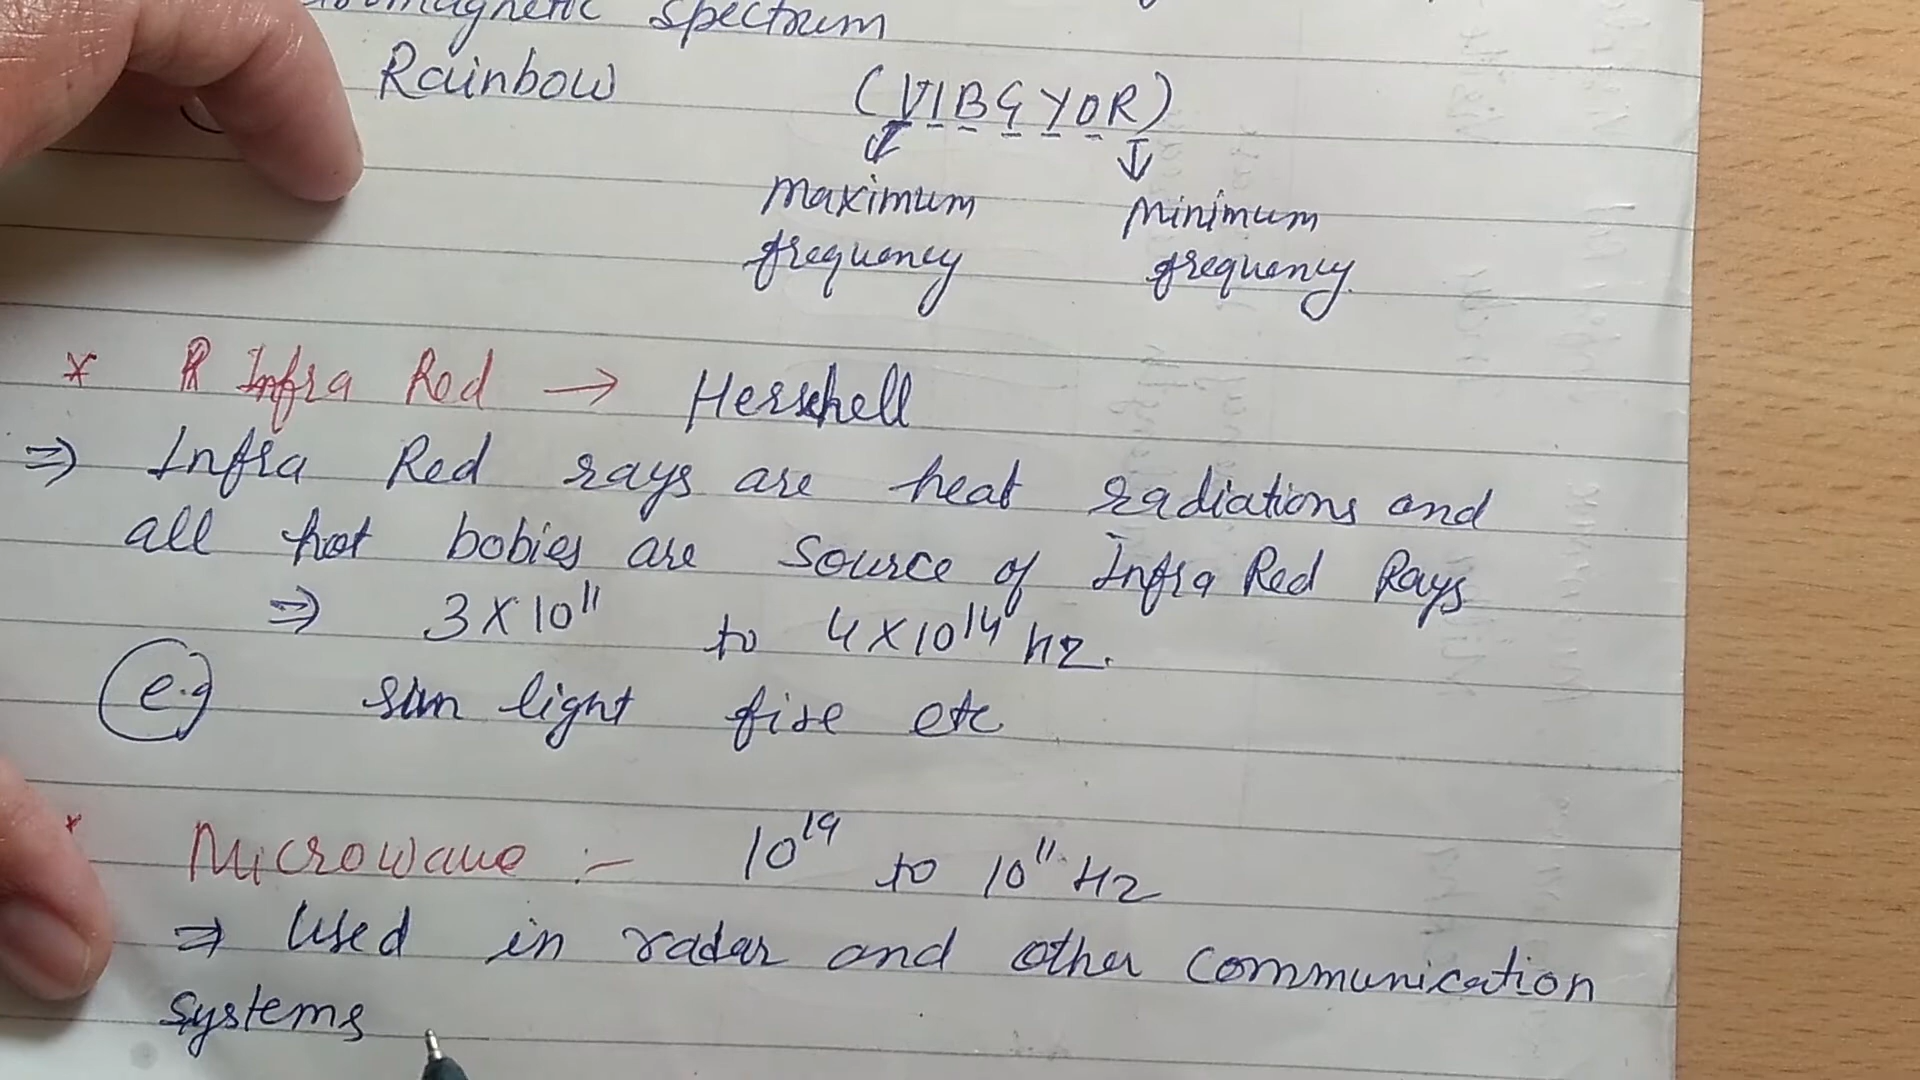 Spectrum
Rainbow (VIBGYOR)
maximum frequency
minimum frequency.
* Infra Red → Herschell
⇒ Infra Red rays are heat radiations and
all hot bobies are source of Infra Red Rays
⇒ 3×10¹¹ to 4×10¹⁴ Hz.
e.g sun light fire etc
* Microwave :- 10¹⁹ to 10¹¹ Hz
⇒ Used in radar and other communication
systems